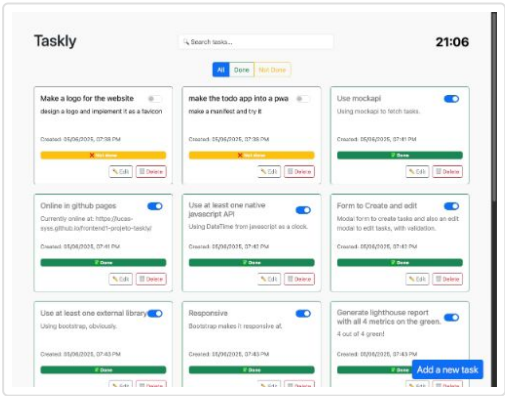 Taskly
Search tasks...
21:06
All Done Not Done
Make a logo for the website
design a logo and implement it as a favicon
Created: 05/06/2025, 07:38 PM
Not done
Edit Delete
make the todo app into a pwa
make a manifest and try it
Created: 05/06/2025, 07:39 PM
Not done
Edit Delete
Use mockapi
Using mockapi to fetch tasks.
Created: 05/06/2025, 07:41 PM
Done
Edit Delete
Online in github pages
Currently online at: https://lucas-
syes.github.io/frontend1-projeto-taskly/
Created: 05/06/2025, 07:41 PM
Done
Edit Delete
Use at least one native
javascript API
Using DateTime from javascript as a clock.
Created: 05/06/2025, 07:42 PM
Done
Edit Delete
Form to Create and edit
Modal form to create tasks and also an edit
modal to edit tasks, with validation.
Created: 05/06/2025, 07:42 PM
Done
Edit Delete
Use at least one external library
Using bootstrap, obviously.
Created: 05/06/2025, 07:43 PM
Done
Edit Delete
Responsive
Bootstrap makes it responsive af.
Created: 05/06/2025, 07:43 PM
Done
Edit Delete
Generate lighthouse report
with all 4 metrics on the green.
4 out of 4 green!
Created: 05/06/2025, 07:43 PM
Done
Add a new task